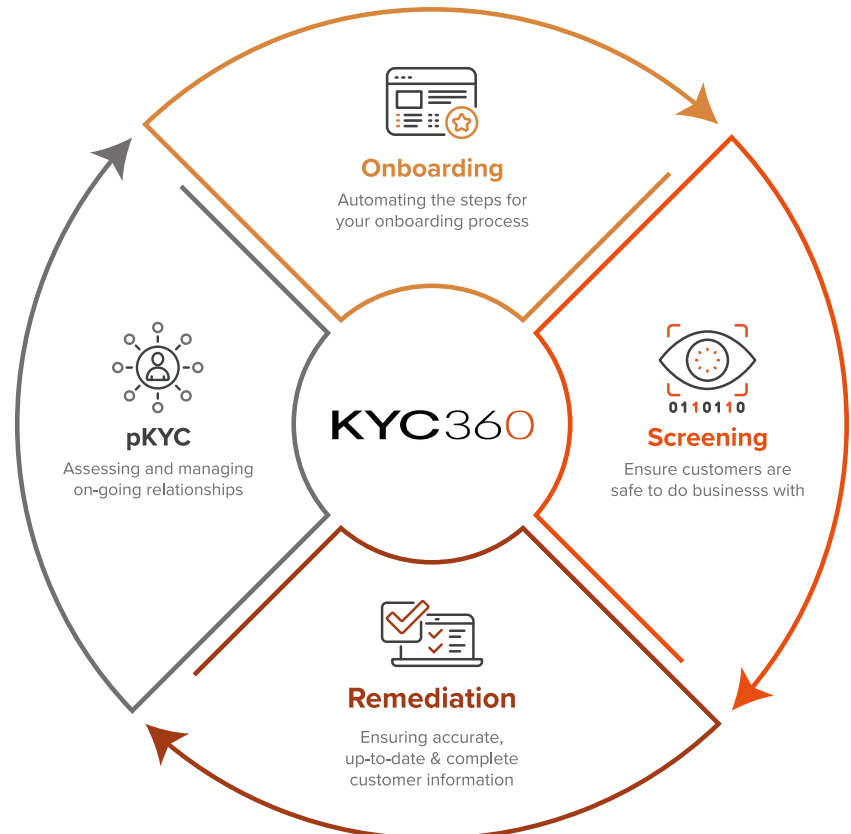 Onboarding
Automating the steps for
your onboarding process
0110110
Screening
Ensure customers are
safe to do businesss with
Remediation
Ensuring accurate,
up-to-date & complete
customer information
pKYC
Assessing and managing
on-going relationships
KYC360